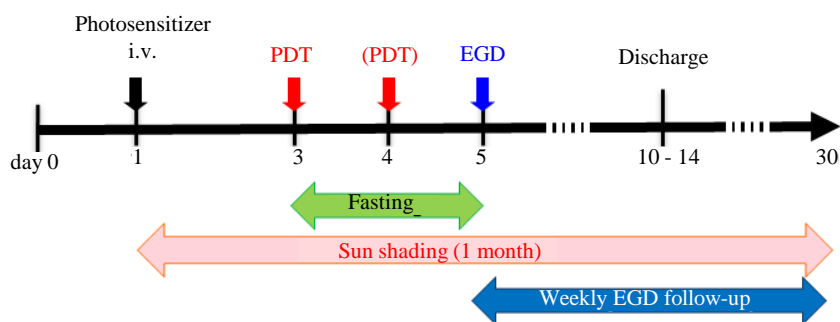 Photosensitizer
i.v.
PDT
(PDT)
EGD
Discharge
day 0
1
3
4
5
10 - 14
30
Fasting
Sun shading (1 month)
Weekly EGD follow-up